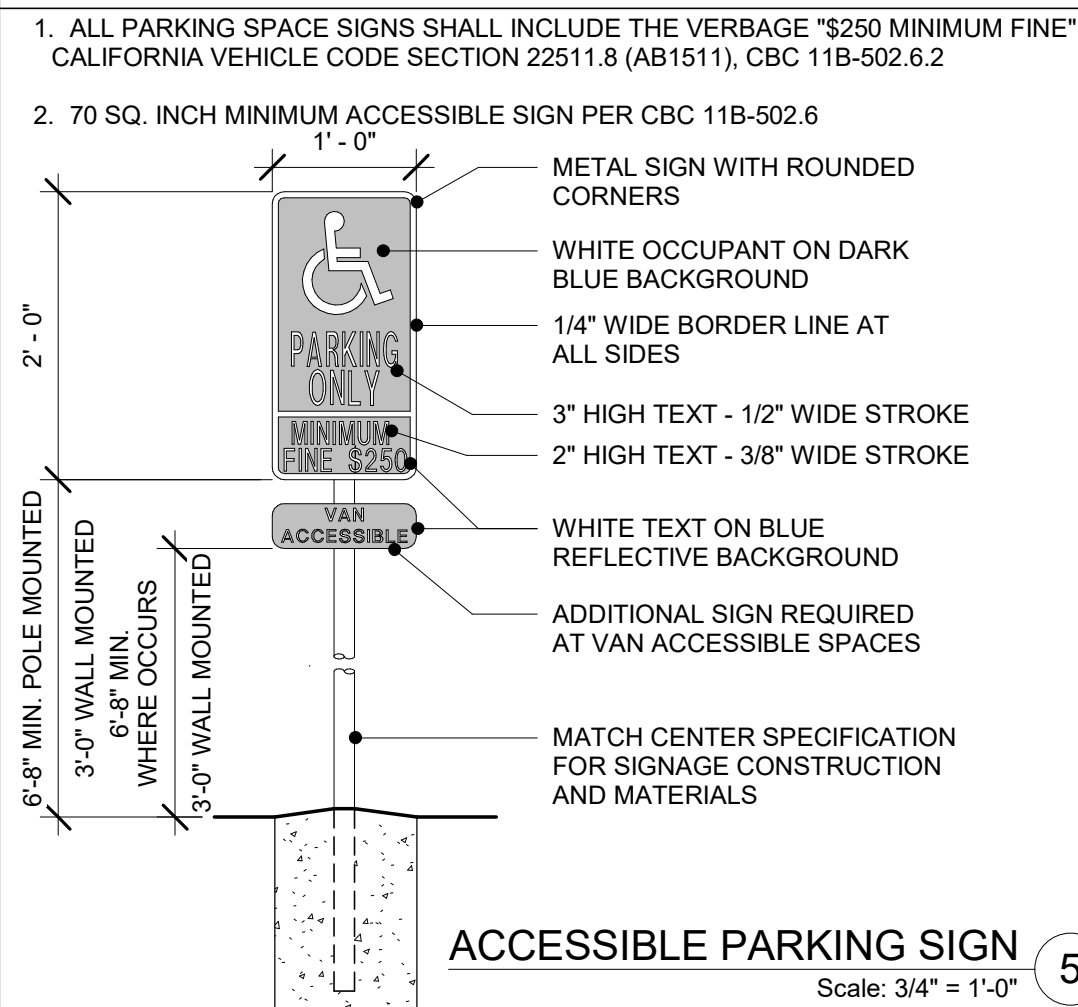 1. ALL PARKING SPACE SIGNS SHALL INCLUDE THE VERBAGE "$250 MINIMUM FINE"
CALIFORNIA VEHICLE CODE SECTION 22511.8 (AB1511), CBC 11B-502.6.2
2. 70 SQ. INCH MINIMUM ACCESSIBLE SIGN PER CBC 11B-502.6
1' - 0"
METAL SIGN WITH ROUNDED
CORNERS
WHITE OCCUPANT ON DARK
BLUE BACKGROUND
1/4" WIDE BORDER LINE AT
ALL SIDES
3" HIGH TEXT - 1/2" WIDE STROKE
2" HIGH TEXT - 3/8" WIDE STROKE
WHITE TEXT ON BLUE
REFLECTIVE BACKGROUND
ADDITIONAL SIGN REQUIRED
AT VAN ACCESSIBLE SPACES
MATCH CENTER SPECIFICATION
FOR SIGNAGE CONSTRUCTION
AND MATERIALS
2' - 0"
PARKING
ONLY
MINIMUM
FINE $250
VAN
ACCESSIBLE
6'-8" MIN. POLE MOUNTED
3'-0" WALL MOUNTED
6'-8" MIN.
WHERE OCCURS
3'-0" WALL MOUNTED
ACCESSIBLE PARKING SIGN
Scale: 3/4" = 1'-0"
5